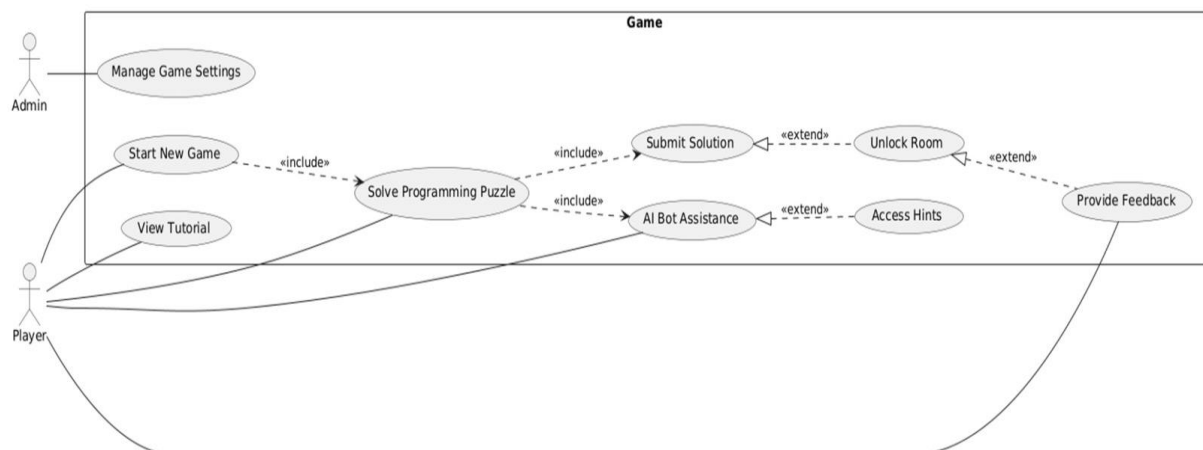 Game
Admin
Manage Game Settings
Start New Game
«include»
Solve Programming Puzzle
«include»
Submit Solution
«extend»
Unlock Room
«extend»
Provide Feedback
«include»
AI Bot Assistance
«extend»
Access Hints
View Tutorial
Player